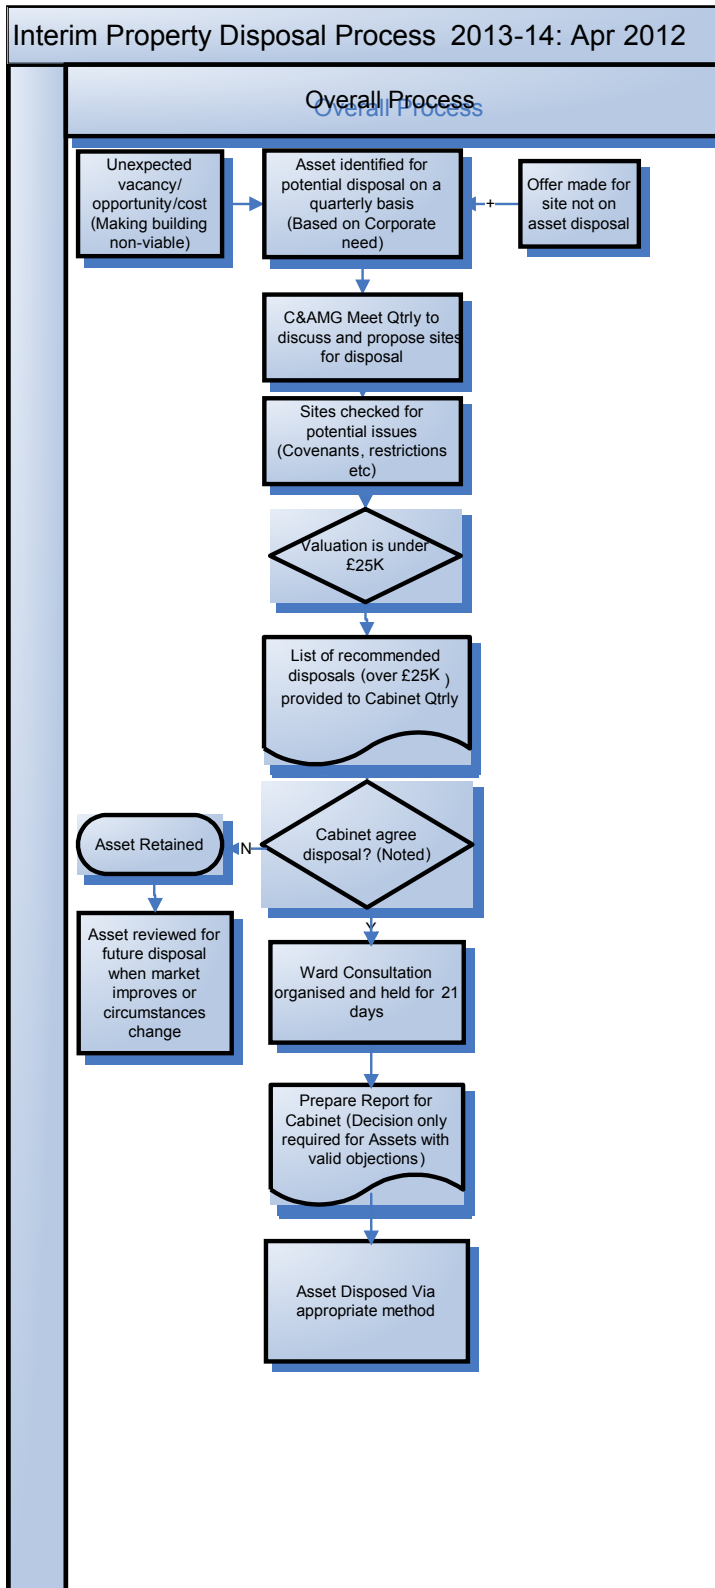 Interim Property Disposal Process 2013-14: Apr 2012
Overall Process
Overall Process
Unexpected
vacancy/
opportunity/cost
(Making building
non-viable)
Asset identified for
potential disposal on a
quarterly basis
(Based on Corporate
need)
+
Offer made for
site not on
asset disposal
C&AMG Meet Qtrly to
discuss and propose sites
for disposal
Sites checked for
potential issues
(Covenants, restrictions
etc)
Valuation is under
£25K
List of recommended
disposals (over £25K )
provided to Cabinet Qtrly
Asset Retained
N
Cabinet agree
disposal? (Noted)
Y
Asset reviewed for
future disposal
when market
improves or
circumstances
change
Ward Consultation
organised and held for 21
days
Prepare Report for
Cabinet (Decision only
required for Assets with
valid objections)
Asset Disposed Via
appropriate method